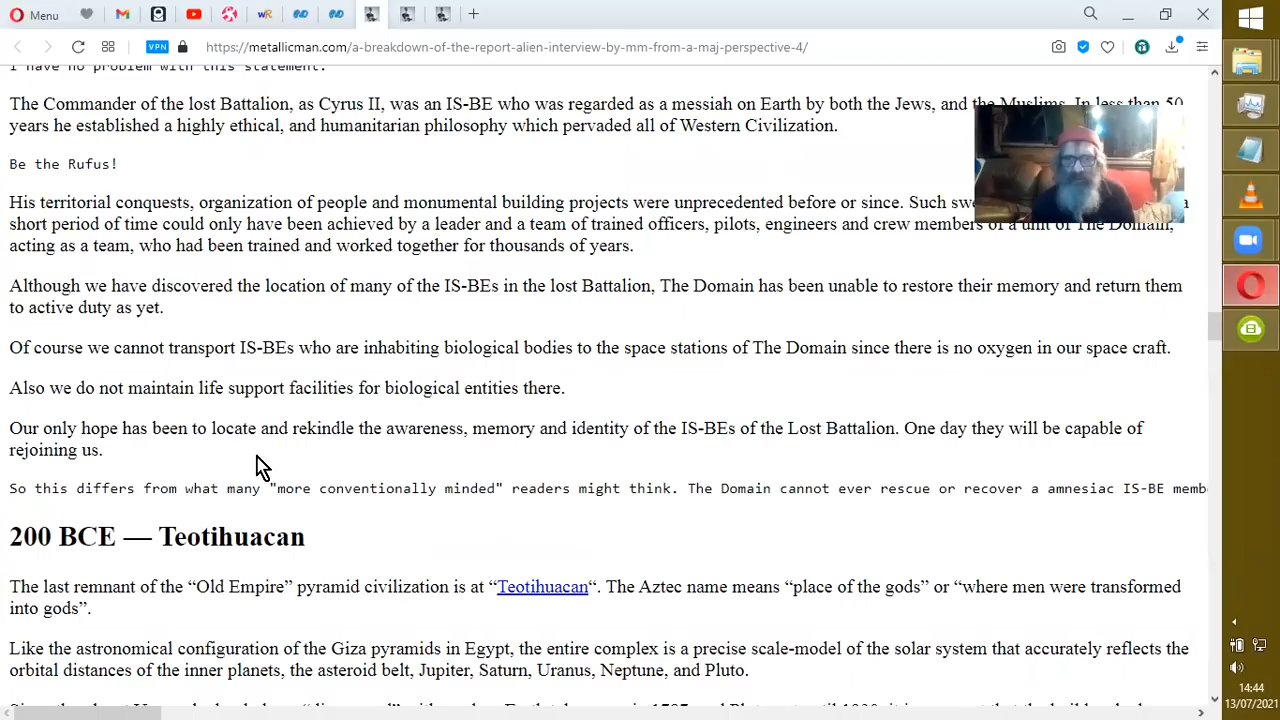 Menu
wR
VPN
https://metallicman.com/a-breakdown-of-the-report-alien-interview-by-mm-from-a-maj-perspective-4/
I have no problem with this statement.
The Commander of the lost Battalion, as Cyrus II, was an IS-BE who was regarded as a messiah on Earth by both the Jews, and the Muslims. In less than 50
years he established a highly ethical, and humanitarian philosophy which pervaded all of Western Civilization.
Be the Rufus!
His territorial conquests, organization of people and monumental building projects were unprecedented before or since. Such
short period of time could only have been achieved by a leader and a team of trained officers, pilots, engineers and crew members of a unit of The Domain,
acting as a team, who had been trained and worked together for thousands of years.
Although we have discovered the location of many of the IS-BEs in the lost Battalion, The Domain has been unable to restore their memory and return them
to active duty as yet.
Of course we cannot transport IS-BEs who are inhabiting biological bodies to the space stations of The Domain since there is no oxygen in our space craft.
Also we do not maintain life support facilities for biological entities there.
Our only hope has been to locate and rekindle the awareness, memory and identity of the IS-BEs of the Lost Battalion. One day they will be capable of
rejoining us.
So this differs from what many "more conventionally minded" readers might think. The Domain cannot ever rescue or recover a amnesiac IS-BE memb
200 BCE — Teotihuacan
The last remnant of the “Old Empire” pyramid civilization is at “Teotihuacan“. The Aztec name means “place of the gods” or “where men were transformed
into gods”.
Like the astronomical configuration of the Giza pyramids in Egypt, the entire complex is a precise scale-model of the solar system that accurately reflects the
orbital distances of the inner planets, the asteroid belt, Jupiter, Saturn, Uranus, Neptune, and Pluto.
14:44
13/07/2021